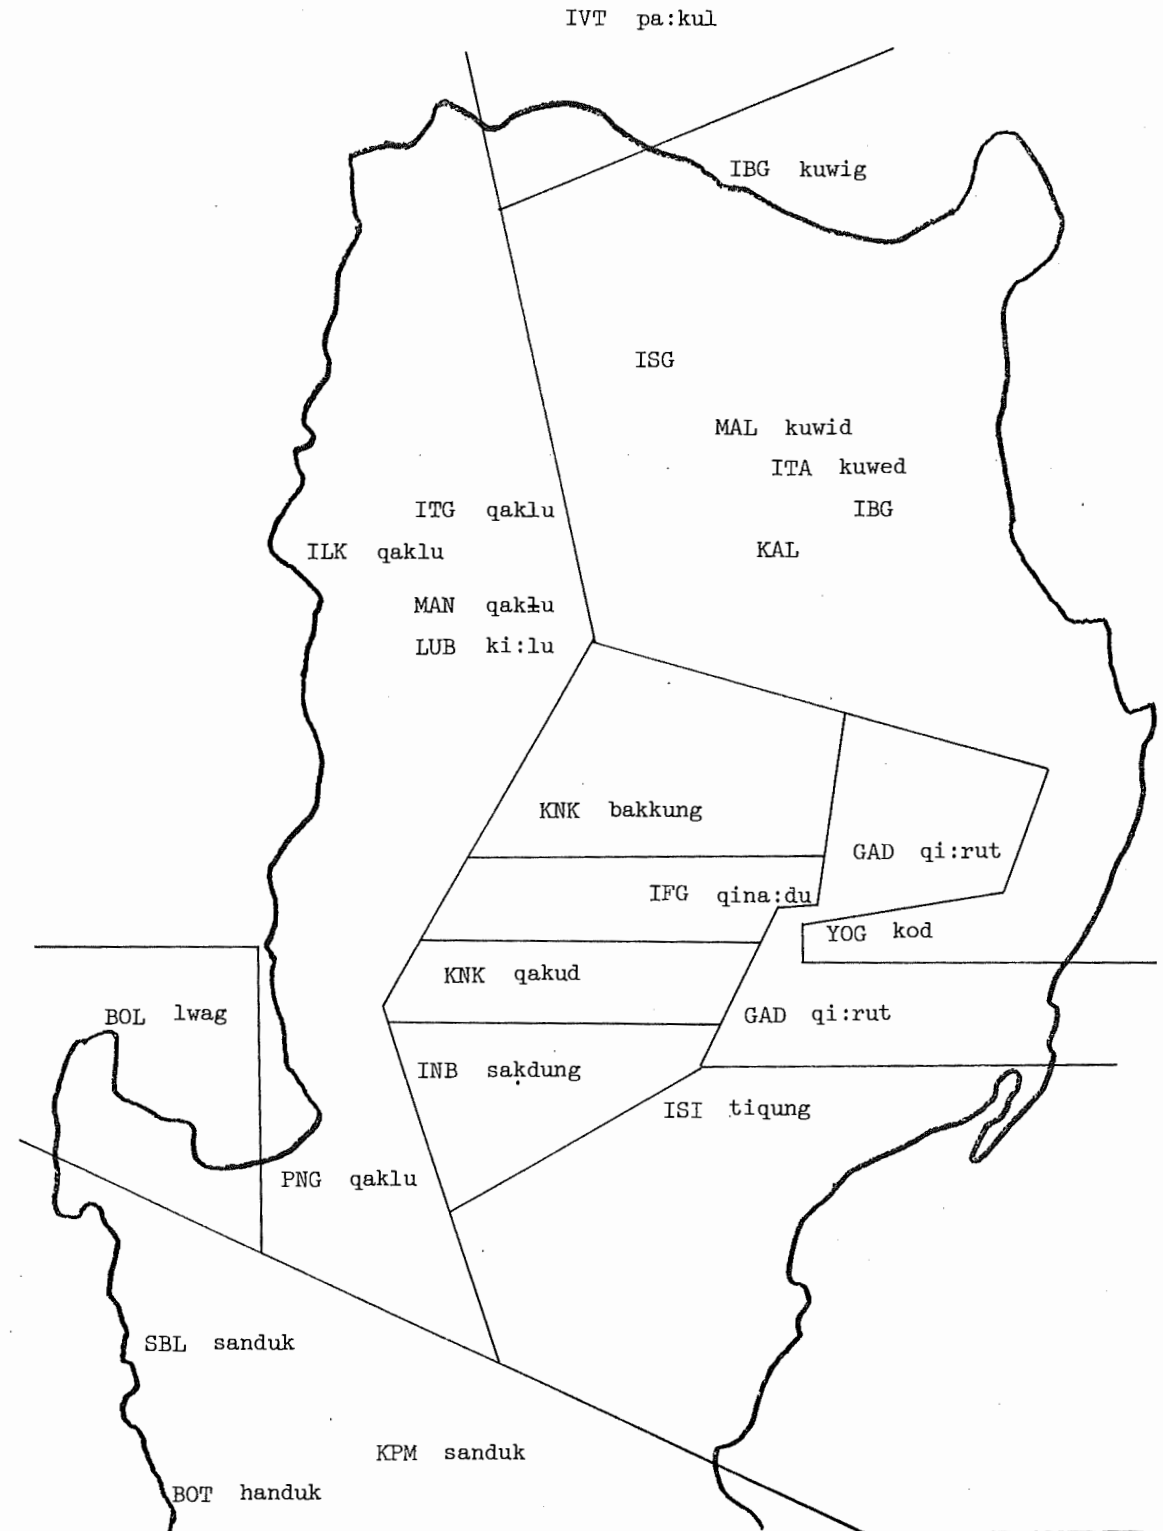 IVT pa:kul
IBG kuwig
ISG
MAL kuwid
ITA kuwed
ITG qaklu
IBG
ILK qaklu
KAL
MAN qakɫu
LUB ki:lu
KNK bakkung
GAD qi:rut
IFG qina:du
YOG kod
KNK qakud
BOL lwag
GAD qi:rut
INB sakdung
ISI tiqung
PNG qaklu
SBL sanduk
KPM sanduk
BOT handuk